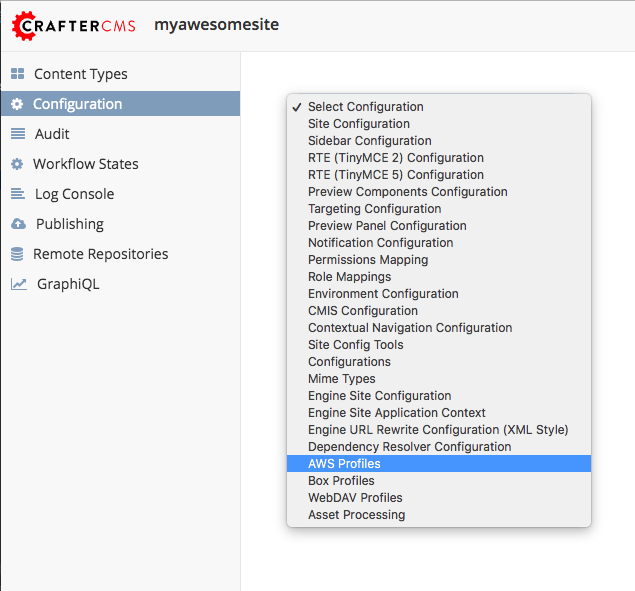 CRAFTERCMS myawesomesite
Content Types
Configuration
Audit
Workflow States
Log Console
Publishing
Remote Repositories
GraphiQL
✓ Select Configuration
Site Configuration
Sidebar Configuration
RTE (TinyMCE 2) Configuration
RTE (TinyMCE 5) Configuration
Preview Components Configuration
Targeting Configuration
Preview Panel Configuration
Notification Configuration
Permissions Mapping
Role Mappings
Environment Configuration
CMIS Configuration
Contextual Navigation Configuration
Site Config Tools
Configurations
Mime Types
Engine Site Configuration
Engine Site Application Context
Engine URL Rewrite Configuration (XML Style)
Dependency Resolver Configuration
AWS Profiles
Box Profiles
WebDAV Profiles
Asset Processing